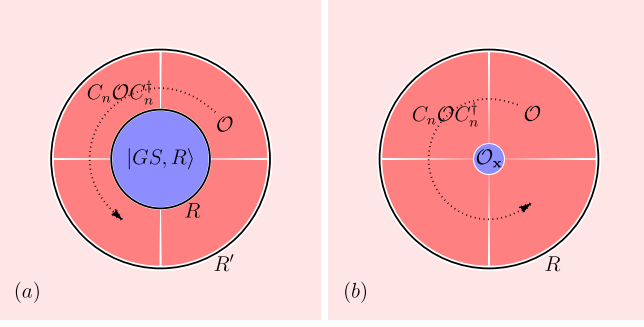 C_n𝒪C_n^†
𝒪
|GS, R⟩
R
R′
(a)
C_n𝒪C_n^†
𝒪
𝒪_𝐱
R
(b)